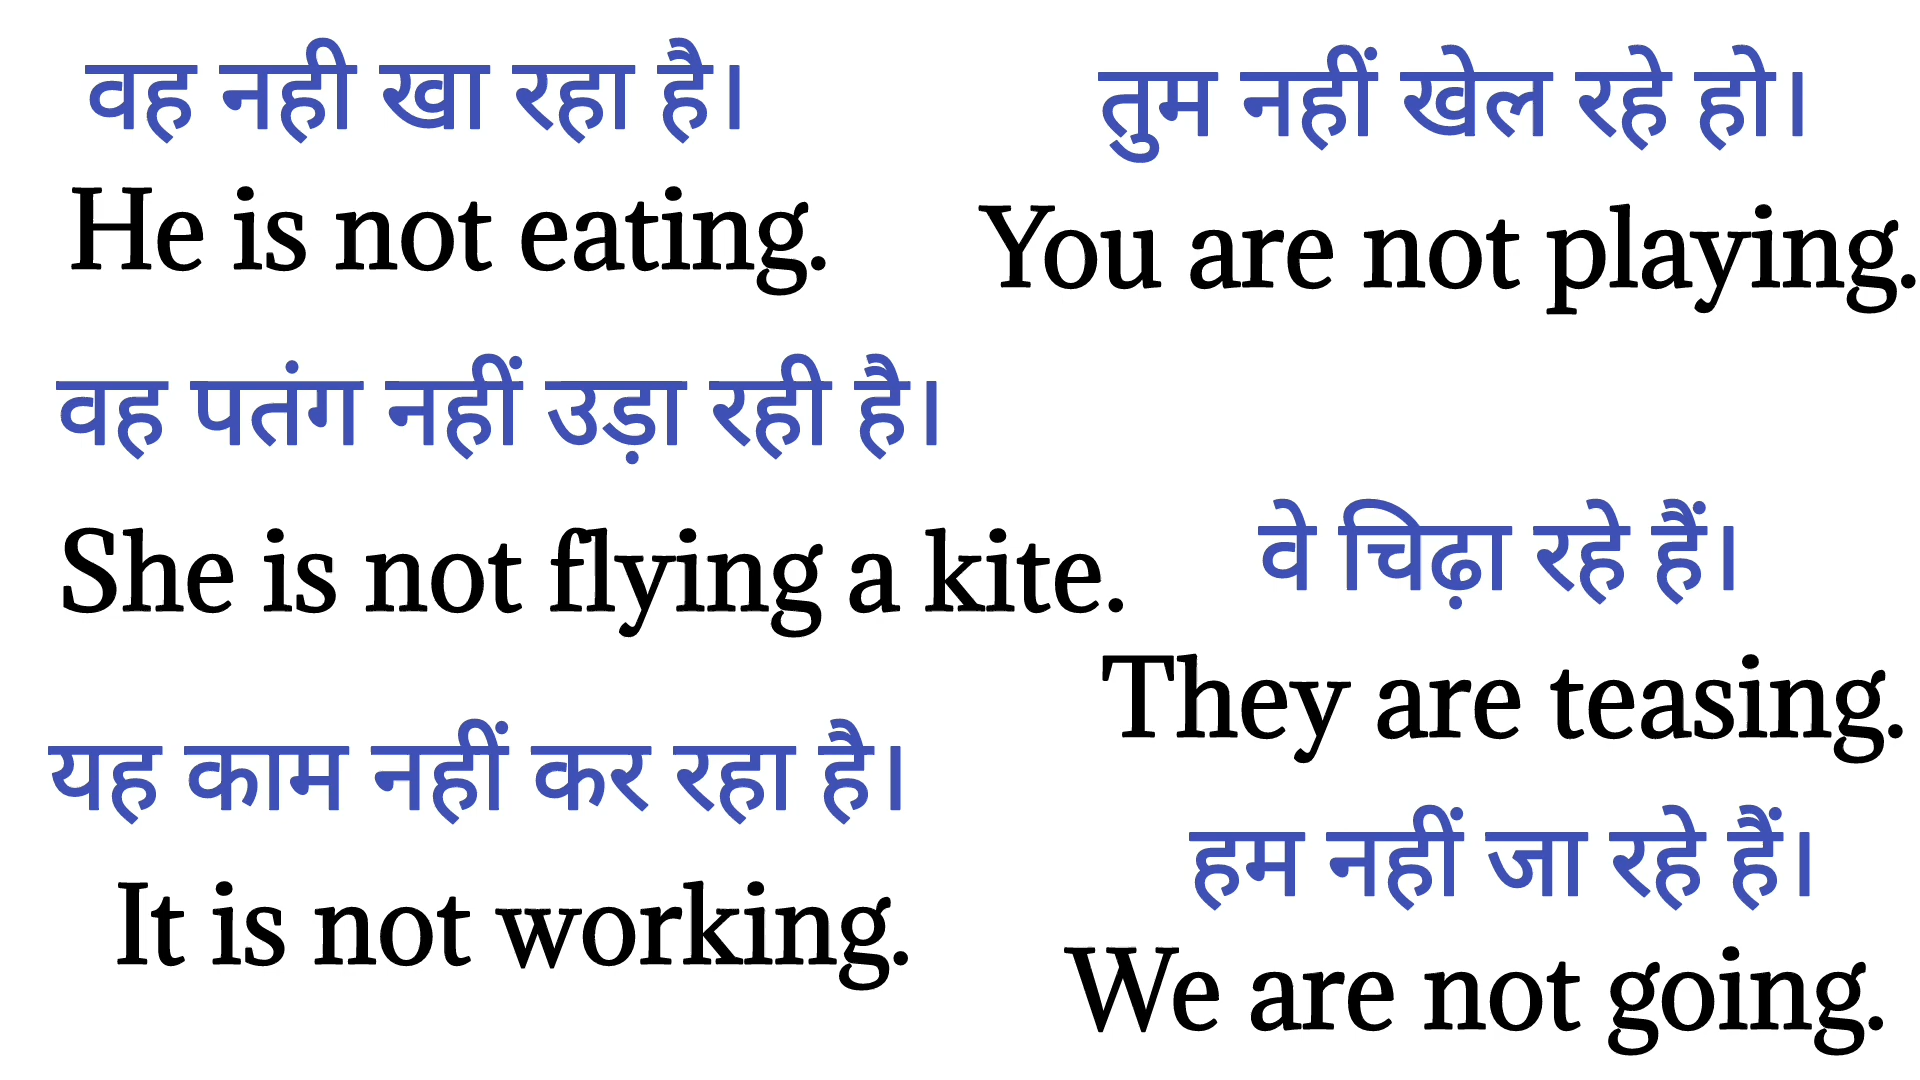 वह नही खा रहा है।
He is not eating.
वह पतंग नहीं उड़ा रही है।
She is not flying a kite.
यह काम नहीं कर रहा है।
It is not working.
तुम नहीं खेल रहे हो।
You are not playing.
वे चिढ़ा रहे हैं।
They are teasing.
हम नहीं जा रहे हैं।
We are not going.